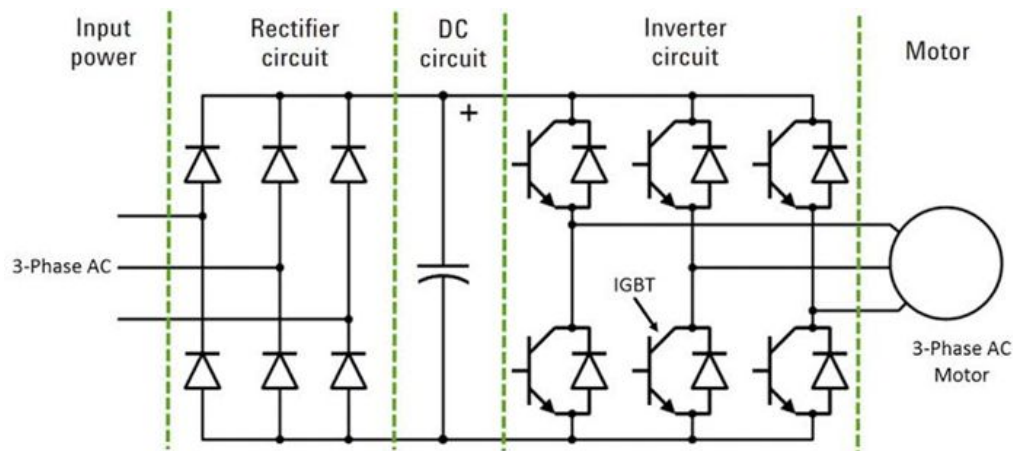 Input
power
Rectifier
circuit
DC
circuit
Inverter
circuit
Motor
+
3-Phase AC
IGBT
3-Phase AC
Motor